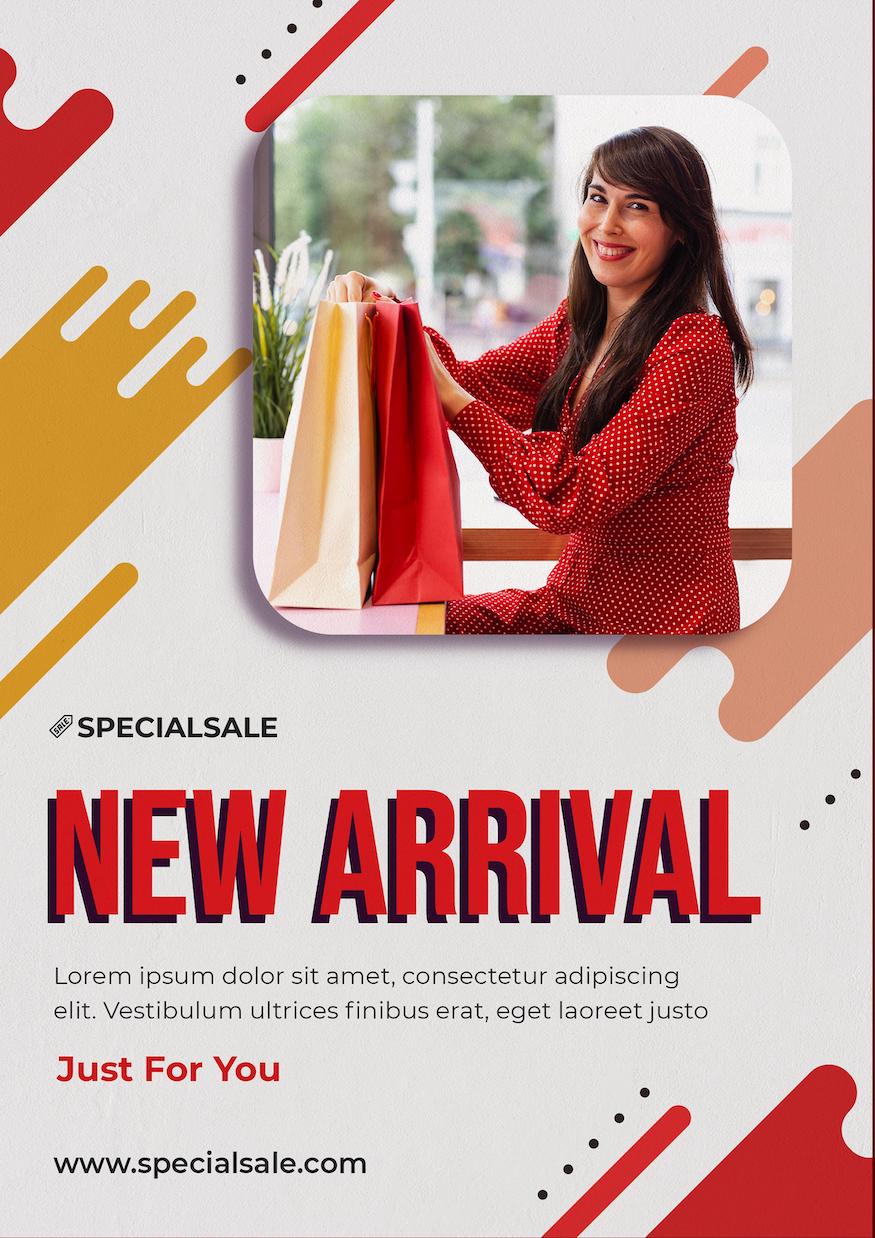 SALE
SPECIALSALE
NEW ARRIVAL
Lorem ipsum dolor sit amet, consectetur adipiscing
elit. Vestibulum ultrices finibus erat, eget laoreet justo
Just For You
www.specialsale.com